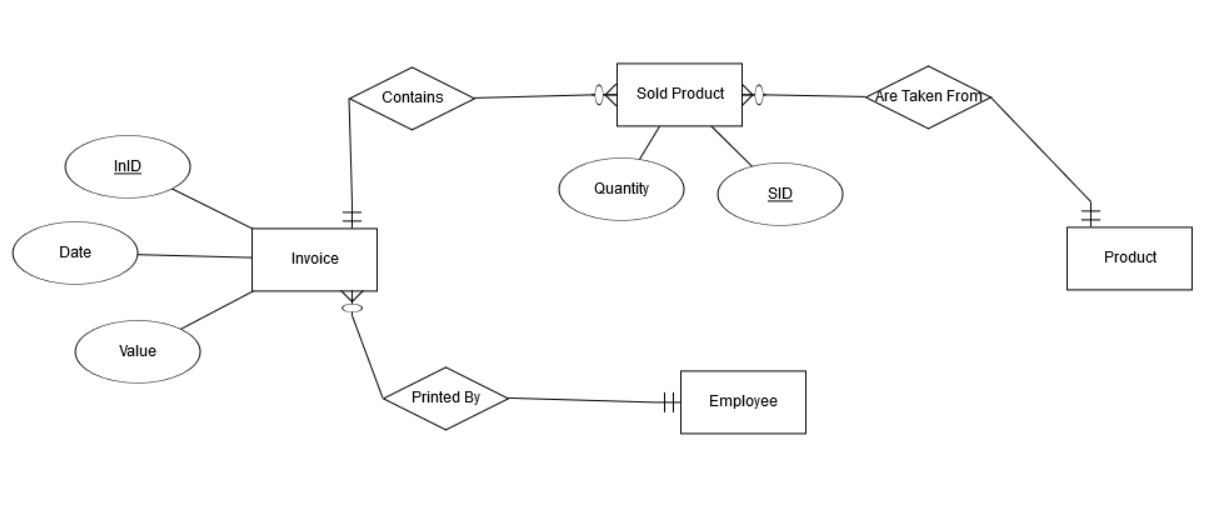 Contains
Sold Product
Are Taken From
InID
Quantity
SID
Date
Invoice
Product
Value
Printed By
Employee